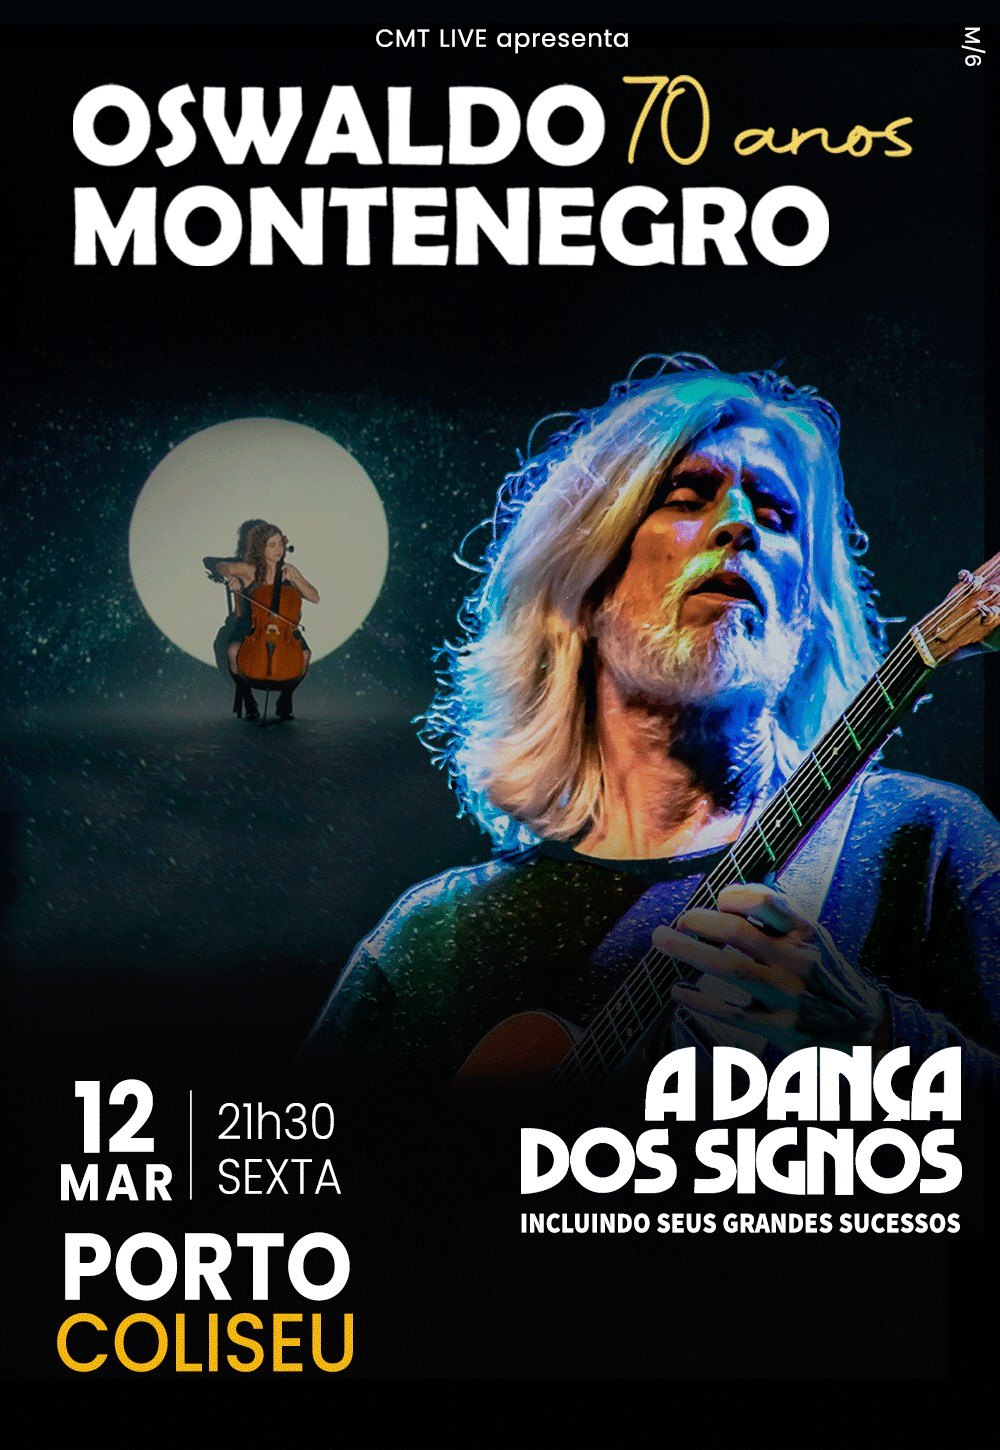 CMT LIVE apresenta
M/6
OSWALDO 70 anos
MONTENEGRO
12
MAR
21h30
SEXTA
PORTO
COLISEU
A DANÇA
DOS SIGNOS
INCLUINDO SEUS GRANDES SUCESSOS